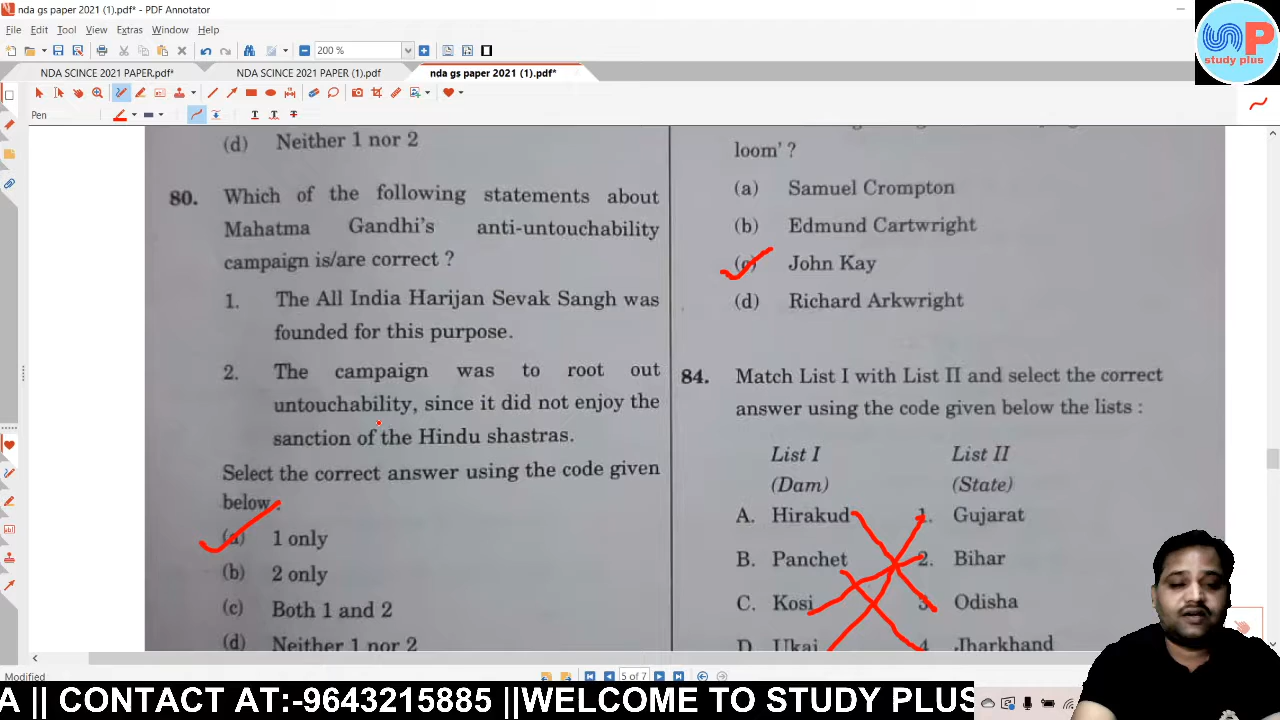 nda gs paper 2021 (1).pdf* - PDF Annotator
File Edit Tool View Extras Window Help
200 %
NDA SCINCE 2021 PAPER.pdf* NDA SCINCE 2021 PAPER (1).pdf nda gs paper 2021 (1).pdf*
Pen
SP
study plus
(d) Neither 1 nor 2
80. Which of the following statements about
Mahatma Gandhi's anti-untouchability
campaign is/are correct ?
1. The All India Harijan Sevak Sangh was
founded for this purpose.
2. The campaign was to root out
untouchability, since it did not enjoy the
sanction of the Hindu shastras.
Select the correct answer using the code given
below :
(a) 1 only
(b) 2 only
(c) Both 1 and 2
(d) Neither 1 nor 2
loom' ?
(a) Samuel Crompton
(b) Edmund Cartwright
(c) John Kay
(d) Richard Arkwright
84. Match List I with List II and select the correct
answer using the code given below the lists :
List I List II
(Dam) (State)
A. Hirakud 1. Gujarat
B. Panchet 2. Bihar
C. Kosi 3. Odisha
D. Ukai 4. Jharkhand
Modified
5 of 7
A || CONTACT AT:-9643215885 ||WELCOME TO STUDY PLUS